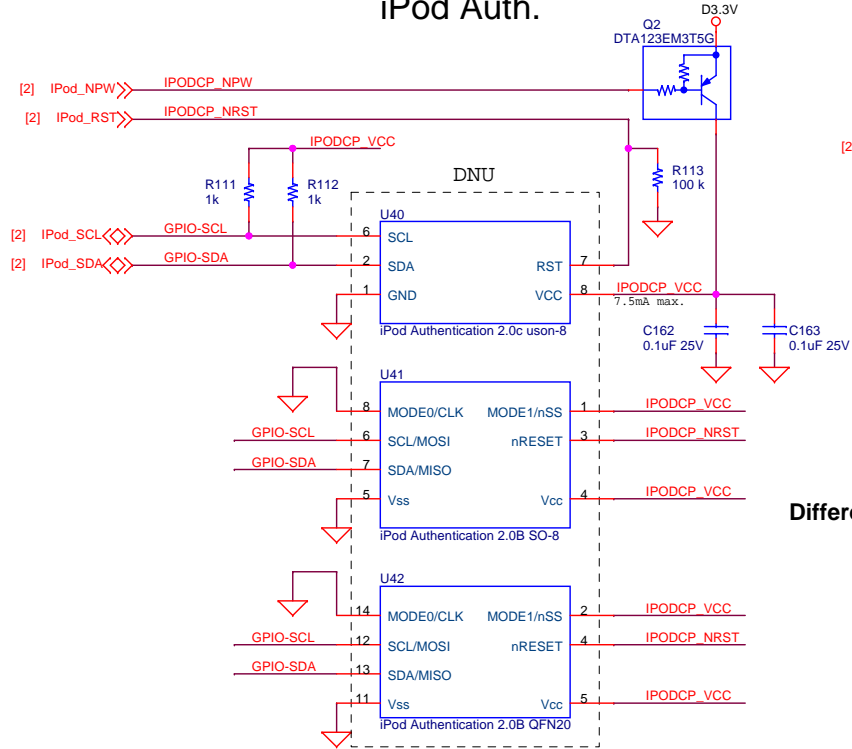 iPod Auth.
D3.3V
Q2
DTA123EM3T5G
[2] IPod_NPW
IPODCP_NPW
[2] IPod_RST
IPODCP_NRST
[2
IPODCP_VCC
DNU
R111
1k
R112
1k
R113
100 k
U40
[2] IPod_SCL
GPIO-SCL
6
SCL
[2] IPod_SDA
GPIO-SDA
2
SDA
RST
7
1
GND
VCC
8
IPODCP_VCC
7.5mA max.
iPod Authentication 2.0c uson-8
C162
0.1uF 25V
C163
0.1uF 25V
U41
8
MODE0/CLK
MODE1/nSS
1
IPODCP_VCC
GPIO-SCL
6
SCL/MOSI
nRESET
3
IPODCP_NRST
GPIO-SDA
7
SDA/MISO
5
Vss
Vcc
4
IPODCP_VCC
iPod Authentication 2.0B SO-8
Differe
U42
14
MODE0/CLK
MODE1/nSS
2
IPODCP_VCC
GPIO-SCL
12
SCL/MOSI
nRESET
4
IPODCP_NRST
GPIO-SDA
13
SDA/MISO
11
Vss
Vcc
5
IPODCP_VCC
iPod Authentication 2.0B QFN20